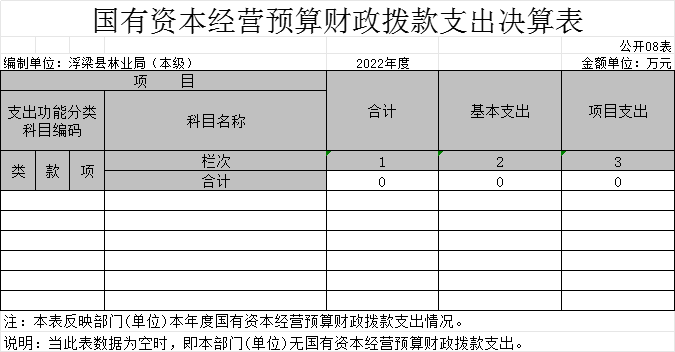 国有资本经营预算财政拨款支出决算表
公开08表
编制单位：浮梁县林业局（本级） 2022年度 金额单位：万元
项 目 合计 基本支出 项目支出
支出功能分类科目编码 科目名称
类 款 项 栏次 1 2 3
合计 0 0 0
注：本表反映部门(单位)本年度国有资本经营预算财政拨款支出情况。
说明：当此表数据为空时，即本部门(单位)无国有资本经营预算财政拨款支出。